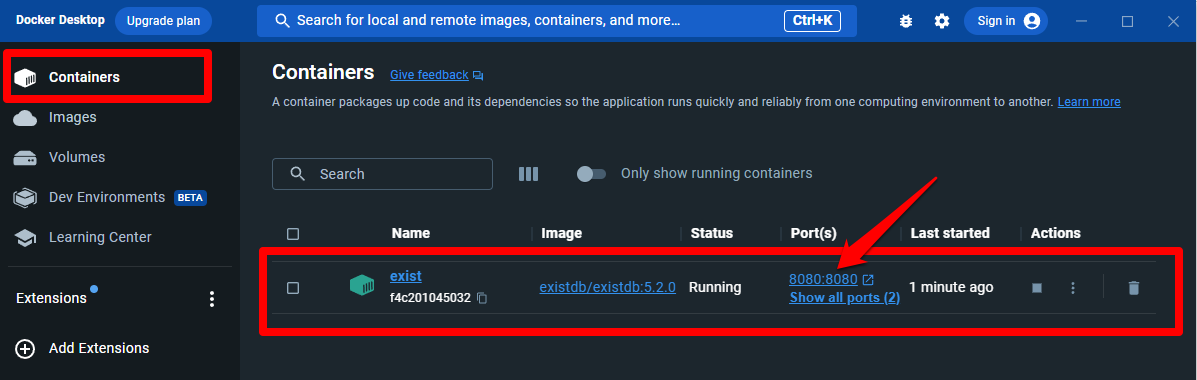 Docker Desktop Upgrade plan Search for local and remote images, containers, and more... Ctrl+K Sign in
Containers
Images
Volumes
Dev Environments BETA
Learning Center
Extensions
Add Extensions
Containers Give feedback
A container packages up code and its dependencies so the application runs quickly and reliably from one computing environment to another. Learn more
Search Only show running containers
Name Image Status Port(s) Last started Actions
exist
f4c201045032
existdb/existdb:5.2.0 Running
8080:8080
Show all ports (2)
1 minute ago